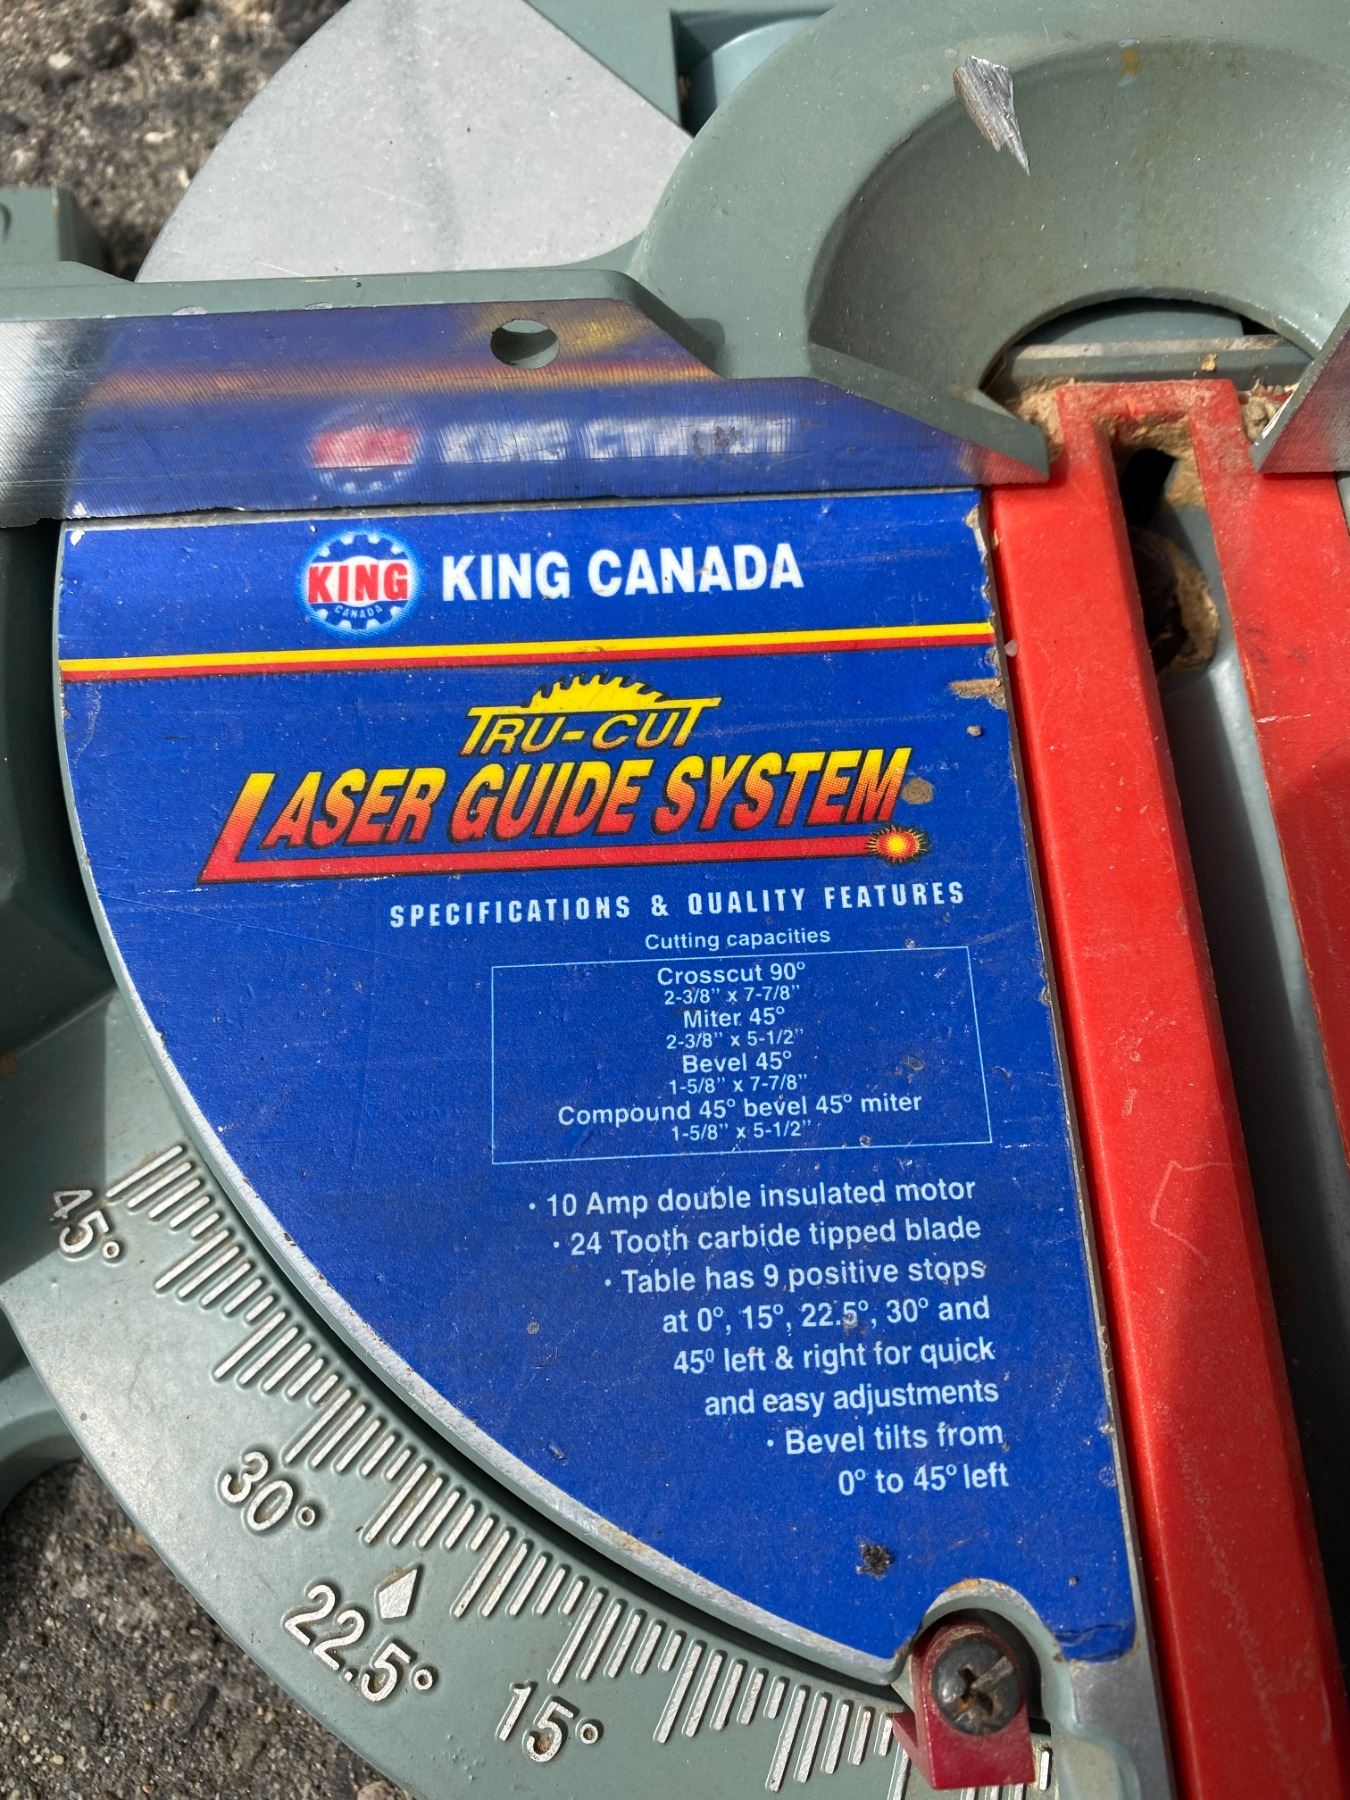 KING
CANADA
KING CANADA
TRU-CUT
LASER GUIDE SYSTEM
SPECIFICATIONS & QUALITY FEATURES
Cutting capacities
Crosscut 90°
2-3/8" x 7-7/8"
Miter 45°
2-3/8" x 5-1/2"
Bevel 45°
1-5/8" x 7-7/8"
Compound 45° bevel 45° miter
1-5/8" x 5-1/2"
· 10 Amp double insulated motor
· 24 Tooth carbide tipped blade
· Table has 9 positive stops
at 0°, 15°, 22.5°, 30° and
45⁰ left & right for quick
and easy adjustments
· Bevel tilts from
0° to 45° left
45°
30°
22.5°
15°